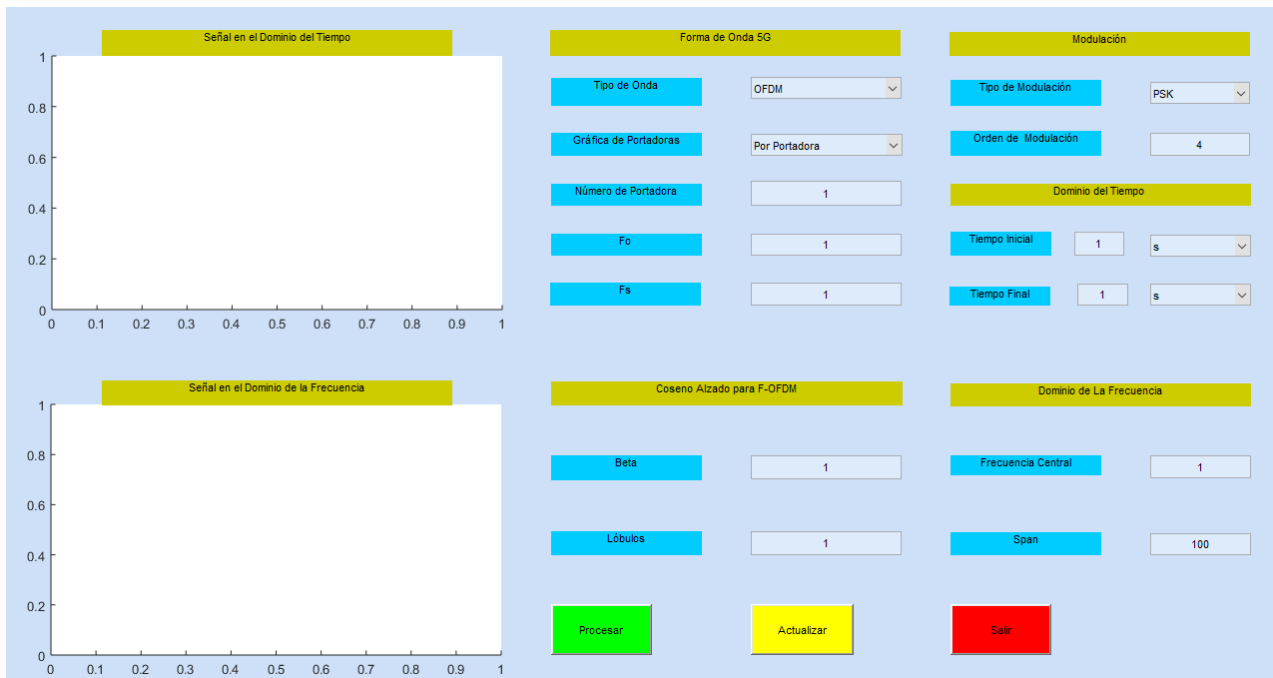 Señal en el Dominio del Tiempo
1
0.8
0.6
0.4
0.2
0
0 0.1 0.2 0.3 0.4 0.5 0.6 0.7 0.8 0.9 1
Forma de Onda 5G
Tipo de Onda OFDM
Gráfica de Portadoras Por Portadora
Número de Portadora 1
Fo 1
Fs 1
Modulación
Tipo de Modulación PSK
Orden de Modulación 4
Dominio del Tiempo
Tiempo Inicial 1 s
Tiempo Final 1 s
Señal en el Dominio de la Frecuencia
1
0.8
0.6
0.4
0.2
0
0 0.1 0.2 0.3 0.4 0.5 0.6 0.7 0.8 0.9 1
Coseno Alzado para F-OFDM
Beta 1
Lóbulos 1
Dominio de La Frecuencia
Frecuencia Central 1
Span 100
Procesar
Actualizar
Salir